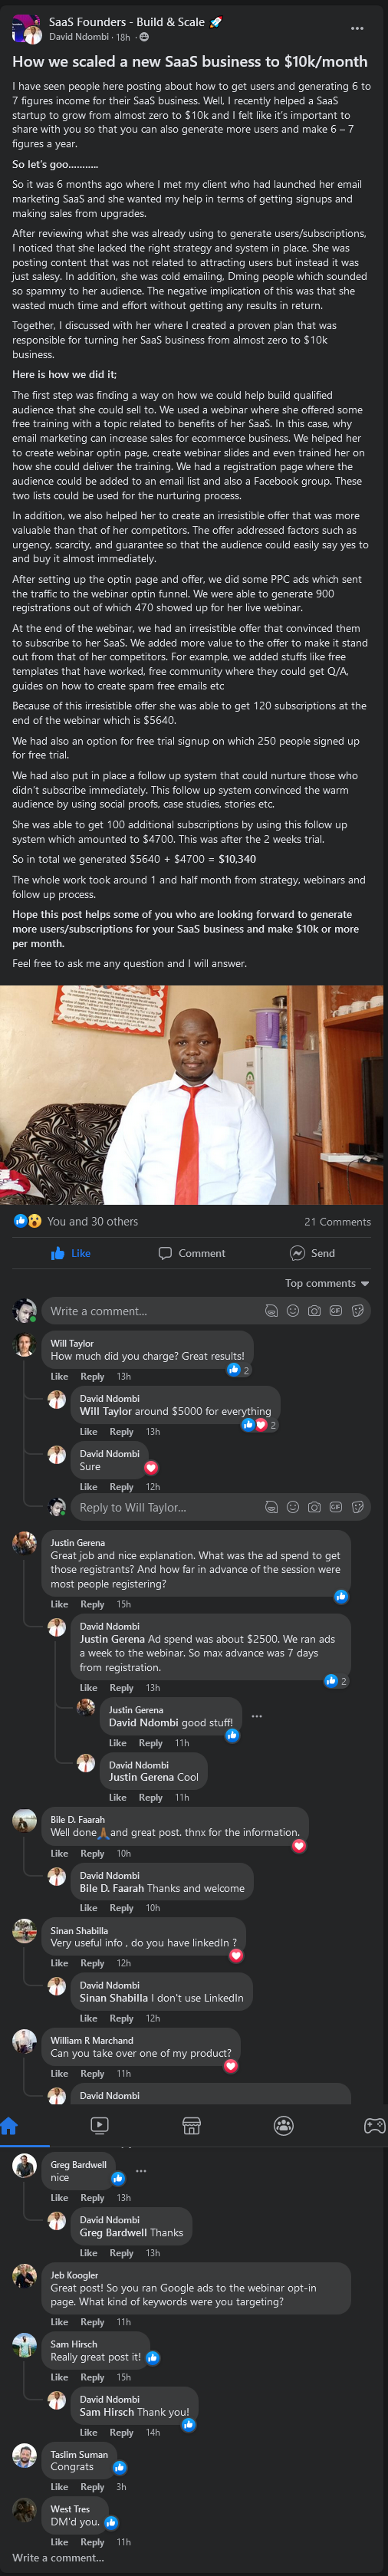 SaaS Founders - Build & Scale 🚀
David Ndombi · 18h ·
How we scaled a new SaaS business to $10k/month
I have seen people here posting about how to get users and generating 6 to
7 figures income for their SaaS business. Well, I recently helped a SaaS
startup to grow from almost zero to $10k and I felt like it's important to
share with you so that you can also generate more users and make 6 – 7
figures a year.
So let's goo...........
So it was 6 months ago where I met my client who had launched her email
marketing SaaS and she wanted my help in terms of getting signups and
making sales from upgrades.
After reviewing what she was already using to generate users/subscriptions,
I noticed that she lacked the right strategy and system in place. She was
posting content that was not related to attracting users but instead it was
just salesy. In addition, she was cold emailing, Dming people which sounded
so spammy to her audience. The negative implication of this was that she
wasted much time and effort without getting any results in return.
Together, I discussed with her where I created a proven plan that was
responsible for turning her SaaS business from almost zero to $10k
business.
Here is how we did it;
The first step was finding a way on how we could help build qualified
audience that she could sell to. We used a webinar where she offered some
free training with a topic related to benefits of her SaaS. In this case, why
email marketing can increase sales for ecommerce business. We helped her
to create webinar optin page, create webinar slides and even trained her on
how she could deliver the training. We had a registration page where the
audience could be added to an email list and also a Facebook group. These
two lists could be used for the nurturing process.
In addition, we also helped her to create an irresistible offer that was more
valuable than that of her competitors. The offer addressed factors such as
urgency, scarcity, and guarantee so that the audience could easily say yes to
and buy it almost immediately.
After setting up the optin page and offer, we did some PPC ads which sent
the traffic to the webinar optin funnel. We were able to generate 900
registrations out of which 470 showed up for her live webinar.
At the end of the webinar, we had an irresistible offer that convinced them
to subscribe to her SaaS. We added more value to the offer to make it stand
out from that of her competitors. For example, we added stuffs like free
templates that have worked, free community where they could get Q/A,
guides on how to create spam free emails etc
Because of this irresistible offer she was able to get 120 subscriptions at the
end of the webinar which is $5640.
We had also an option for free trial signup on which 250 people signed up
for free trial.
We had also put in place a follow up system that could nurture those who
didn't subscribe immediately. This follow up system convinced the warm
audience by using social proofs, case studies, stories etc.
She was able to get 100 additional subscriptions by using this follow up
system which amounted to $4700. This was after the 2 weeks trial.
So in total we generated $5640 + $4700 = $10,340
The whole work took around 1 and half month from strategy, webinars and
follow up process.
Hope this post helps some of you who are looking forward to generate
more users/subscriptions for your SaaS business and make $10k or more
per month.
Feel free to ask me any question and I will answer.
You and 30 others
21 Comments
Like
Comment
Send
Top comments
Write a comment...
Will Taylor
How much did you charge? Great results!
2
Like Reply 13h
David Ndombi
Will Taylor around $5000 for everything
2
Like Reply 13h
David Ndombi
Sure
Like Reply 12h
Reply to Will Taylor...
Justin Gerena
Great job and nice explanation. What was the ad spend to get
those registrants? And how far in advance of the session were
most people registering?
Like Reply 15h
David Ndombi
Justin Gerena Ad spend was about $2500. We ran ads
a week to the webinar. So max advance was 7 days
from registration.
2
Like Reply 13h
Justin Gerena
David Ndombi good stuff!
Like Reply 11h
David Ndombi
Justin Gerena Cool
Like Reply 11h
Bile D. Faarah
Well done🙏🏾and great post. thnx for the information.
Like Reply 10h
David Ndombi
Bile D. Faarah Thanks and welcome
Like Reply 10h
Sinan Shabilla
Very useful info , do you have linkedIn ?
Like Reply 12h
David Ndombi
Sinan Shabilla I don't use LinkedIn
Like Reply 12h
William R Marchand
Can you take over one of my product?
Like Reply 11h
David Ndombi
Greg Bardwell
nice
Like Reply 13h
David Ndombi
Greg Bardwell Thanks
Like Reply 13h
Jeb Koogler
Great post! So you ran Google ads to the webinar opt-in
page. What kind of keywords were you targeting?
Like Reply 11h
Sam Hirsch
Really great post it!
Like Reply 15h
David Ndombi
Sam Hirsch Thank you!
Like Reply 14h
Taslim Suman
Congrats
Like Reply 3h
West Tres
DM'd you.
Like Reply 11h
Write a comment...